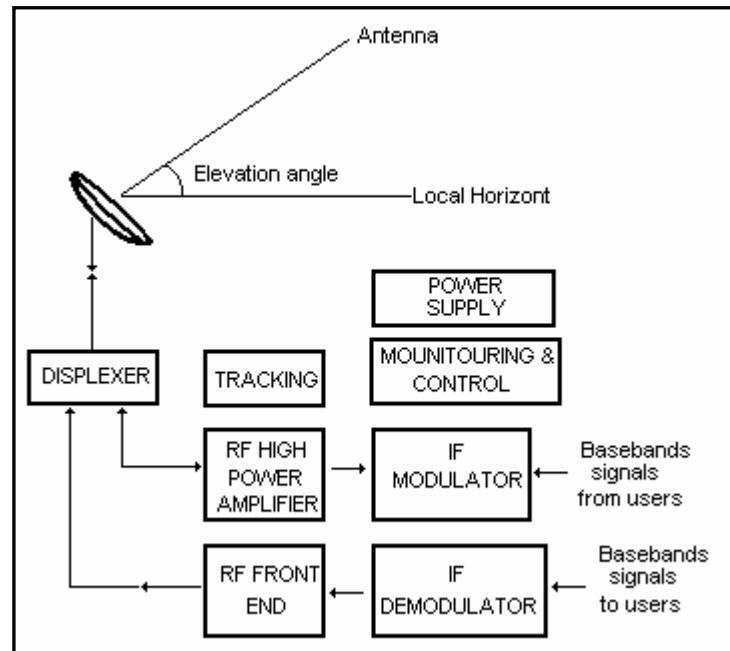 Antenna
Elevation angle
Local Horizont
POWER
SUPPLY
DISPLEXER
TRACKING
MOUNITOURING &
CONTROL
RF HIGH
POWER
AMPLIFIER
IF
MODULATOR
Basebands
signals
from users
RF FRONT
END
IF
DEMODULATOR
Basebands
signals
to users